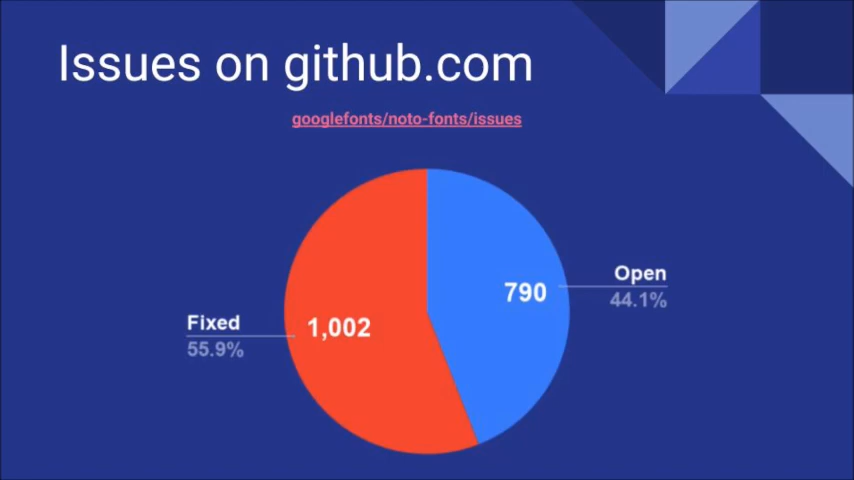 Issues on github.com
googlefonts/noto-fonts/issues
Open
790
44.1%
Fixed
1,002
55.9%